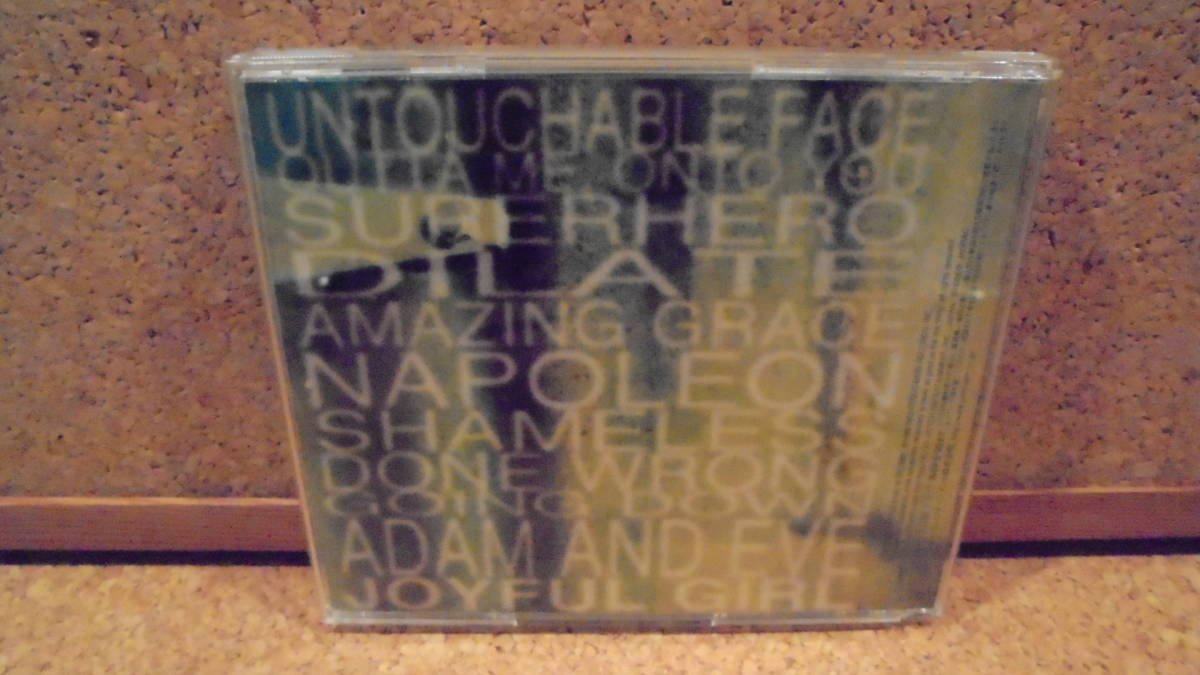 UNTOUCHABLE FACE
OUTTA ME, ONTO YOU
SUPERHERO
DILATE
AMAZING GRACE
NAPOLEON
SHAMELESS
DONE WRONG
GOING DOWN
ADAM AND EVE
JOYFUL GIRL